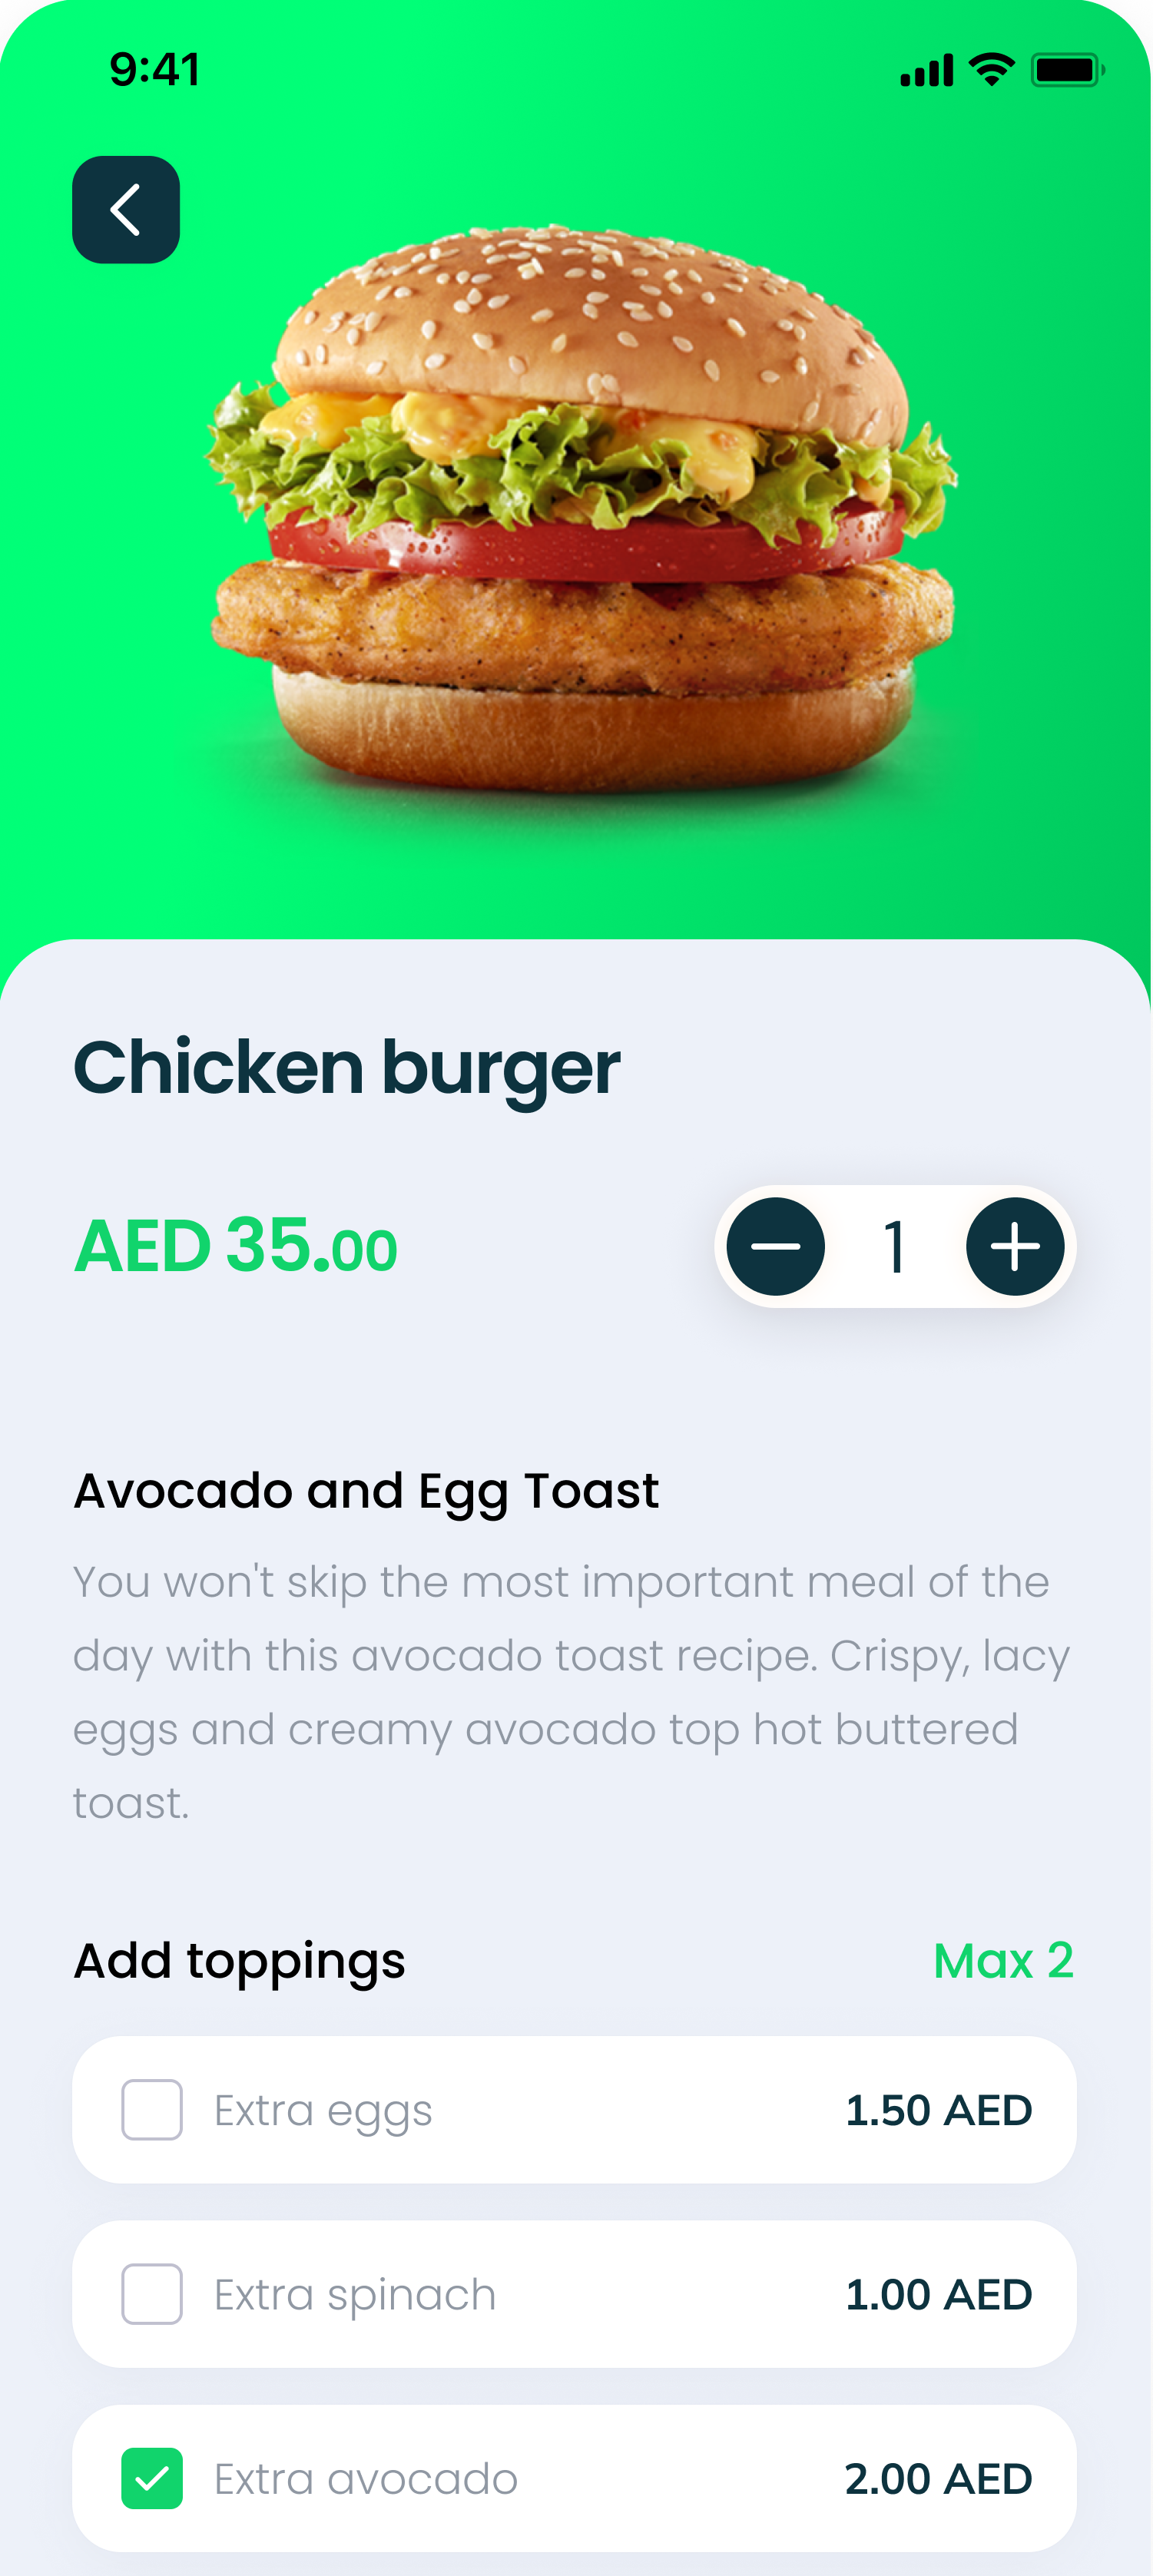 9:41
Chicken burger
AED 35.00
1
Avocado and Egg Toast
You won't skip the most important meal of the
day with this avocado toast recipe. Crispy, lacy
eggs and creamy avocado top hot buttered
toast.
Add toppings Max 2
Extra eggs 1.50 AED
Extra spinach 1.00 AED
Extra avocado 2.00 AED